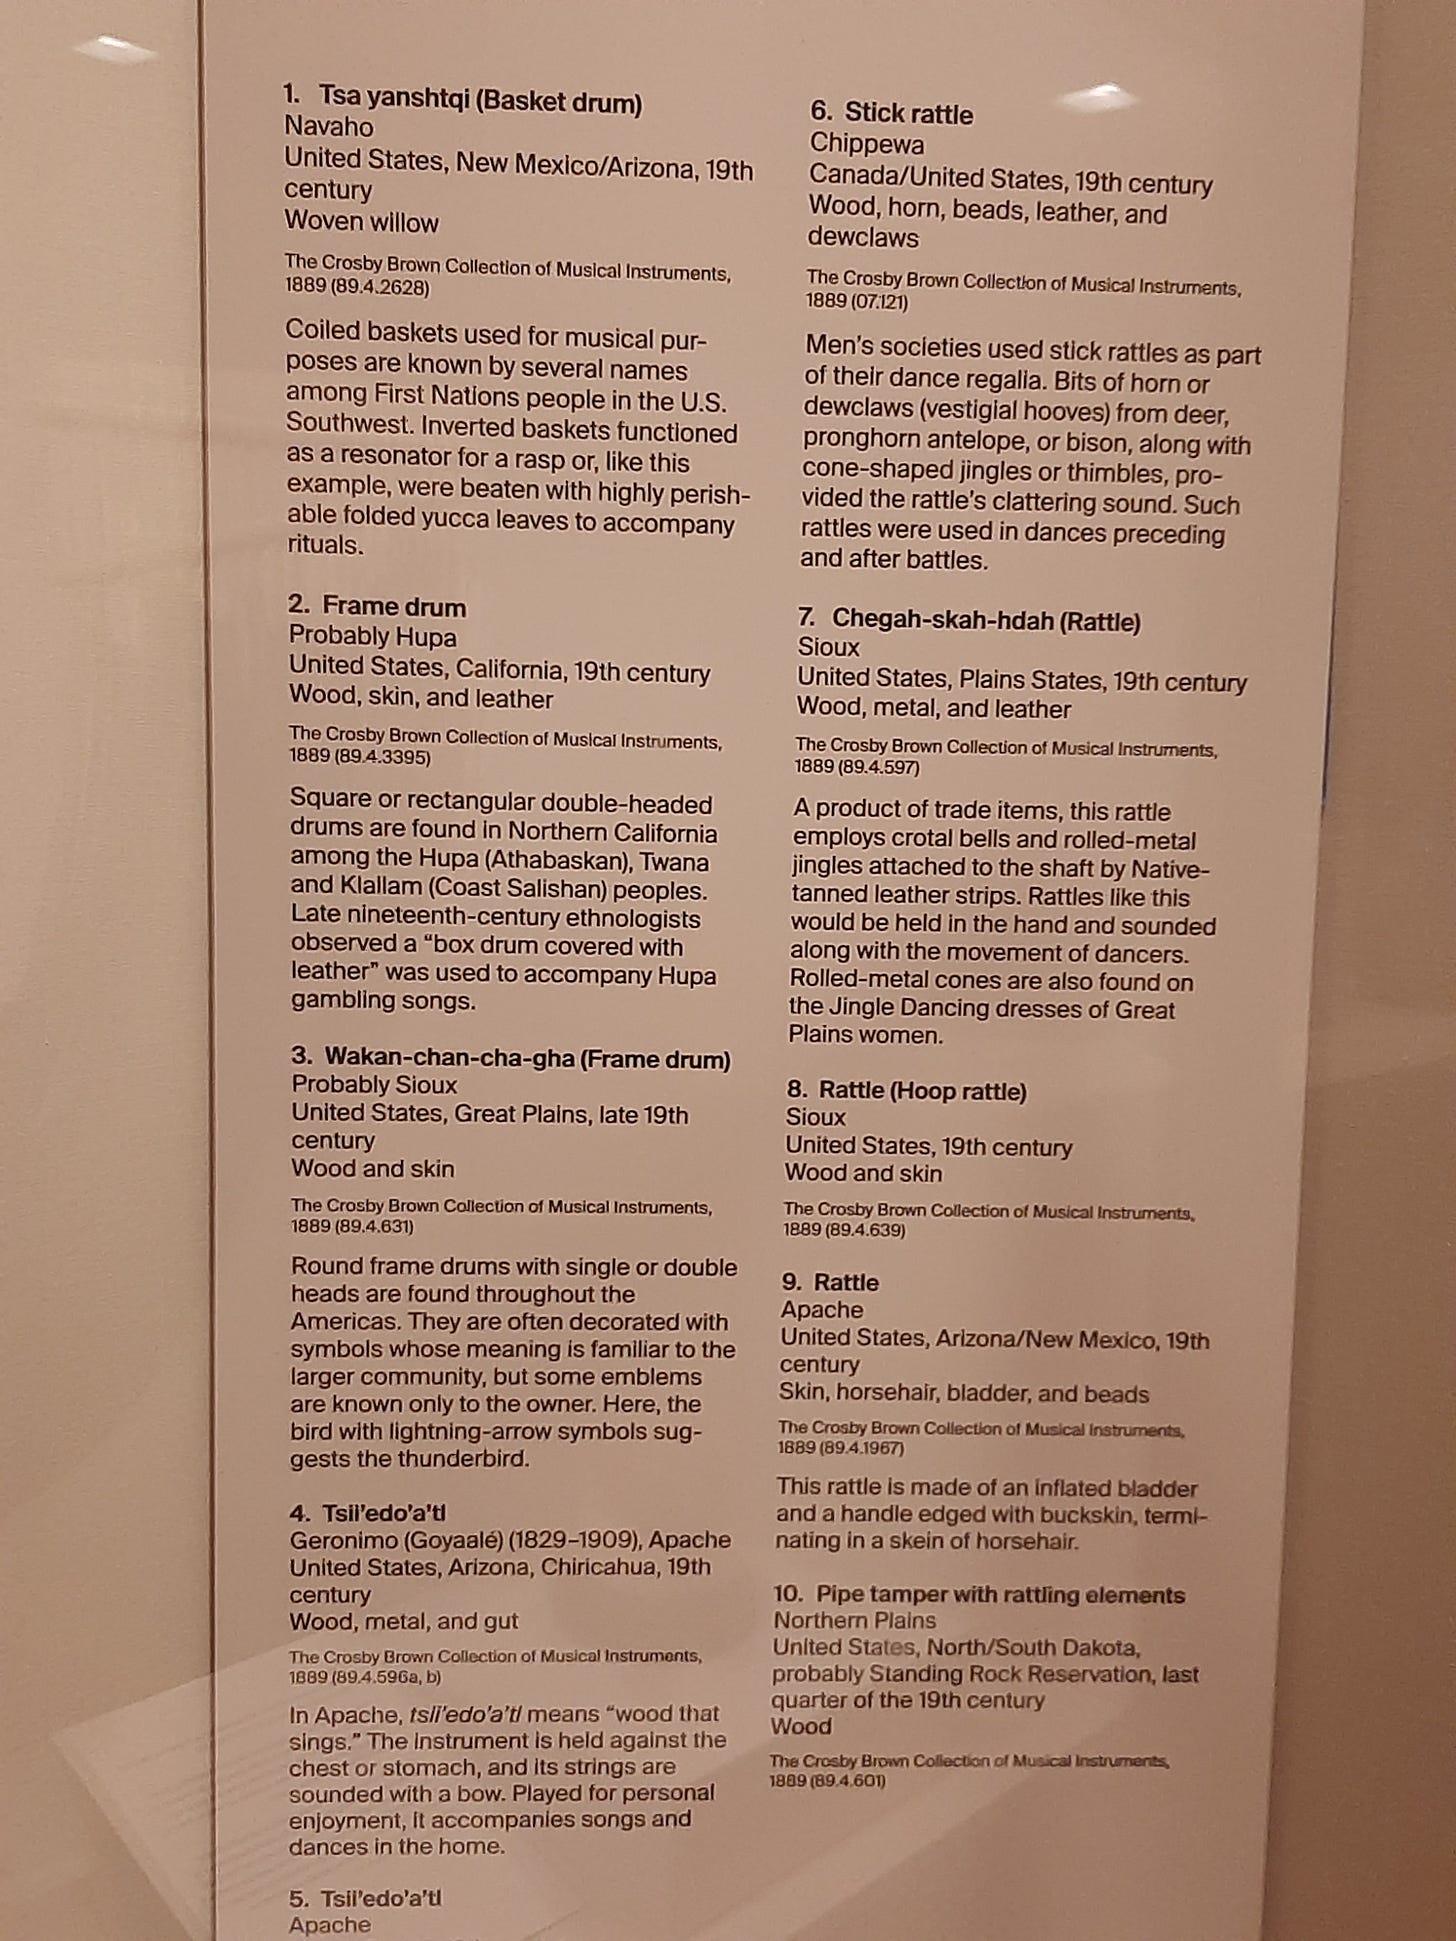 1. Tsa yanshtqi (Basket drum)
Navaho
United States, New Mexico/Arizona, 19th
century
Woven willow
The Crosby Brown Collection of Musical Instruments,
1889 (89.4.2628)
Coiled baskets used for musical pur-
poses are known by several names
among First Nations people in the U.S.
Southwest. Inverted baskets functioned
as a resonator for a rasp or, like this
example, were beaten with highly perish-
able folded yucca leaves to accompany
rituals.
2. Frame drum
Probably Hupa
United States, California, 19th century
Wood, skin, and leather
The Crosby Brown Collection of Musical Instruments,
1889 (89.4.3395)
Square or rectangular double-headed
drums are found in Northern California
among the Hupa (Athabaskan), Twana
and Klallam (Coast Salishan) peoples.
Late nineteenth-century ethnologists
observed a “box drum covered with
leather” was used to accompany Hupa
gambling songs.
3. Wakan-chan-cha-gha (Frame drum)
Probably Sioux
United States, Great Plains, late 19th
century
Wood and skin
The Crosby Brown Collection of Musical Instruments,
1889 (89.4.631)
Round frame drums with single or double
heads are found throughout the
Americas. They are often decorated with
symbols whose meaning is familiar to the
larger community, but some emblems
are known only to the owner. Here, the
bird with lightning-arrow symbols sug-
gests the thunderbird.
4. Tsii’edo’a’tl
Geronimo (Goyaalé) (1829–1909), Apache
United States, Arizona, Chiricahua, 19th
century
Wood, metal, and gut
The Crosby Brown Collection of Musical Instruments,
1889 (89.4.596a, b)
In Apache, tsii’edo’a’tl means “wood that
sings.” The instrument is held against the
chest or stomach, and its strings are
sounded with a bow. Played for personal
enjoyment, it accompanies songs and
dances in the home.
5. Tsii’edo’a’tl
Apache
6. Stick rattle
Chippewa
Canada/United States, 19th century
Wood, horn, beads, leather, and
dewclaws
The Crosby Brown Collection of Musical Instruments,
1889 (07.121)
Men’s societies used stick rattles as part
of their dance regalia. Bits of horn or
dewclaws (vestigial hooves) from deer,
pronghorn antelope, or bison, along with
cone-shaped jingles or thimbles, pro-
vided the rattle’s clattering sound. Such
rattles were used in dances preceding
and after battles.
7. Chegah-skah-hdah (Rattle)
Sioux
United States, Plains States, 19th century
Wood, metal, and leather
The Crosby Brown Collection of Musical Instruments,
1889 (89.4.597)
A product of trade items, this rattle
employs crotal bells and rolled-metal
jingles attached to the shaft by Native-
tanned leather strips. Rattles like this
would be held in the hand and sounded
along with the movement of dancers.
Rolled-metal cones are also found on
the Jingle Dancing dresses of Great
Plains women.
8. Rattle (Hoop rattle)
Sioux
United States, 19th century
Wood and skin
The Crosby Brown Collection of Musical Instruments,
1889 (89.4.639)
9. Rattle
Apache
United States, Arizona/New Mexico, 19th
century
Skin, horsehair, bladder, and beads
The Crosby Brown Collection of Musical Instruments,
1889 (89.4.1967)
This rattle is made of an inflated bladder
and a handle edged with buckskin, termi-
nating in a skein of horsehair.
10. Pipe tamper with rattling elements
Northern Plains
United States, North/South Dakota,
probably Standing Rock Reservation, last
quarter of the 19th century
Wood
The Crosby Brown Collection of Musical Instruments,
1889 (89.4.601)